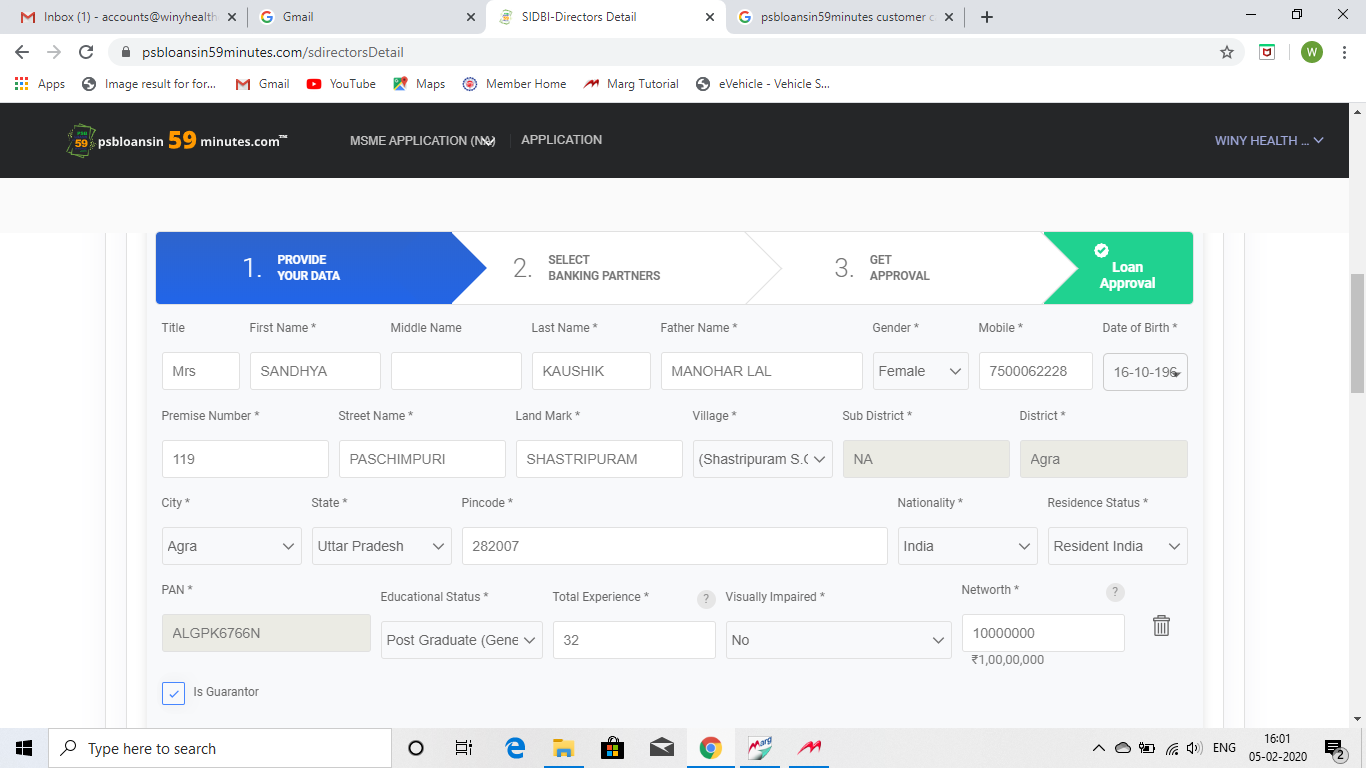 Inbox (1) - accounts@winyhealth
Gmail
SIDBI-Directors Detail
psbloansin59minutes customer c
psbloansin59minutes.com/sdirectorsDetail
W
Apps
Image result for for...
Gmail
YouTube
Maps
Member Home
Marg Tutorial
eVehicle - Vehicle S...
psbloansin 59 minutes.com™
MSME APPLICATION (NA)
APPLICATION
WINY HEALTH ...
1. PROVIDE
YOUR DATA
2. SELECT
BANKING PARTNERS
3. GET
APPROVAL
Loan
Approval
Title First Name * Middle Name Last Name * Father Name * Gender * Mobile * Date of Birth *
Mrs SANDHYA KAUSHIK MANOHAR LAL Female 7500062228 16-10-196
Premise Number * Street Name * Land Mark * Village * Sub District * District *
119 PASCHIMPURI SHASTRIPURAM (Shastripuram S.O NA Agra
City * State * Pincode * Nationality * Residence Status *
Agra Uttar Pradesh 282007 India Resident India
PAN * Educational Status * Total Experience * ? Visually Impaired * Networth * ?
ALGPK6766N Post Graduate (Gene 32 No 10000000
₹1,00,00,000
Is Guarantor
Type here to search
Marg
ENG
16:01
05-02-2020
2